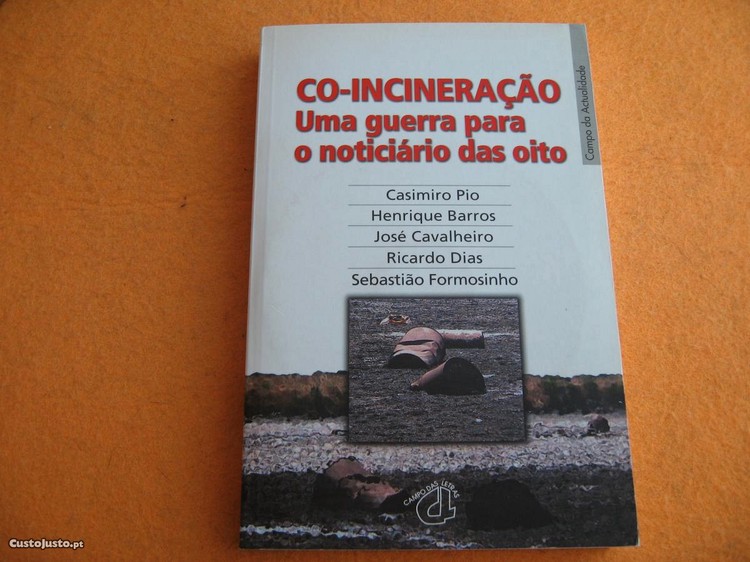 CO-INCINERAÇÃO
Uma guerra para
o noticiário das oito
Campo da Actualidade
Casimiro Pio
Henrique Barros
José Cavalheiro
Ricardo Dias
Sebastião Formosinho
CAMPO DAS LETRAS
CustoJusto.pt